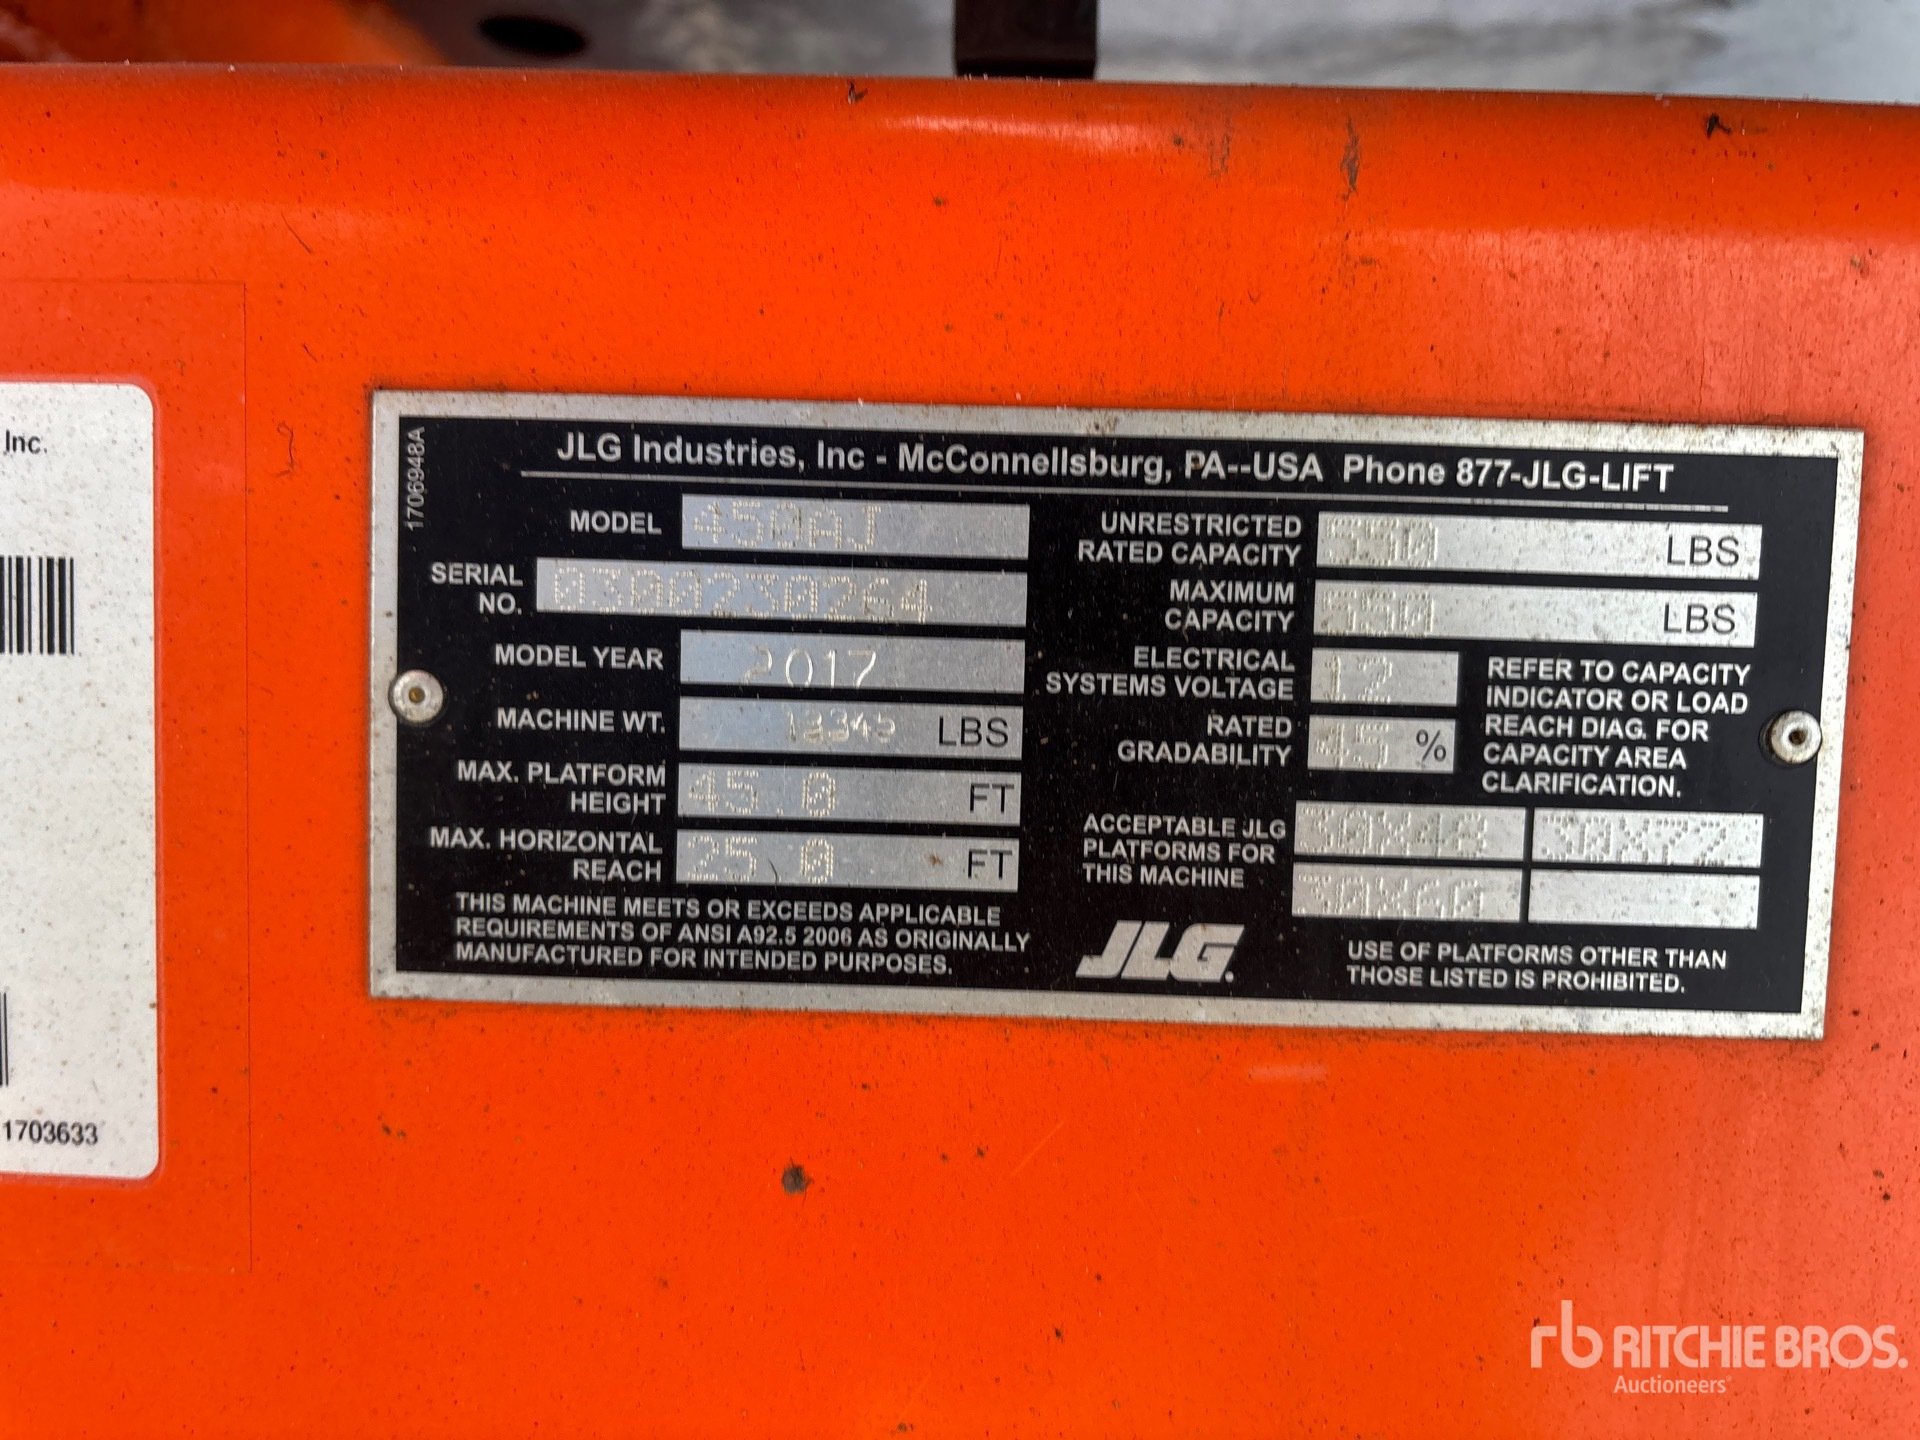 Inc.
1703633
1706948A
JLG Industries, Inc - McConnellsburg, PA--USA Phone 877-JLG-LIFT
MODEL 450AJ
SERIAL NO. 0300230264
MODEL YEAR 2017
MACHINE WT. LBS
MAX. PLATFORM HEIGHT 45.0 FT
MAX. HORIZONTAL REACH 25.0 FT
THIS MACHINE MEETS OR EXCEEDS APPLICABLE
REQUIREMENTS OF ANSI A92.5 2006 AS ORIGINALLY
MANUFACTURED FOR INTENDED PURPOSES.
UNRESTRICTED RATED CAPACITY 550 LBS
MAXIMUM CAPACITY 550 LBS
ELECTRICAL SYSTEMS VOLTAGE 12
RATED GRADABILITY 45 %
REFER TO CAPACITY
INDICATOR OR LOAD
REACH DIAG. FOR
CAPACITY AREA
CLARIFICATION.
ACCEPTABLE JLG
PLATFORMS FOR
THIS MACHINE
30X48 30X72
30X60
JLG
USE OF PLATFORMS OTHER THAN
THOSE LISTED IS PROHIBITED.
rb RITCHIE BROS.
Auctioneers